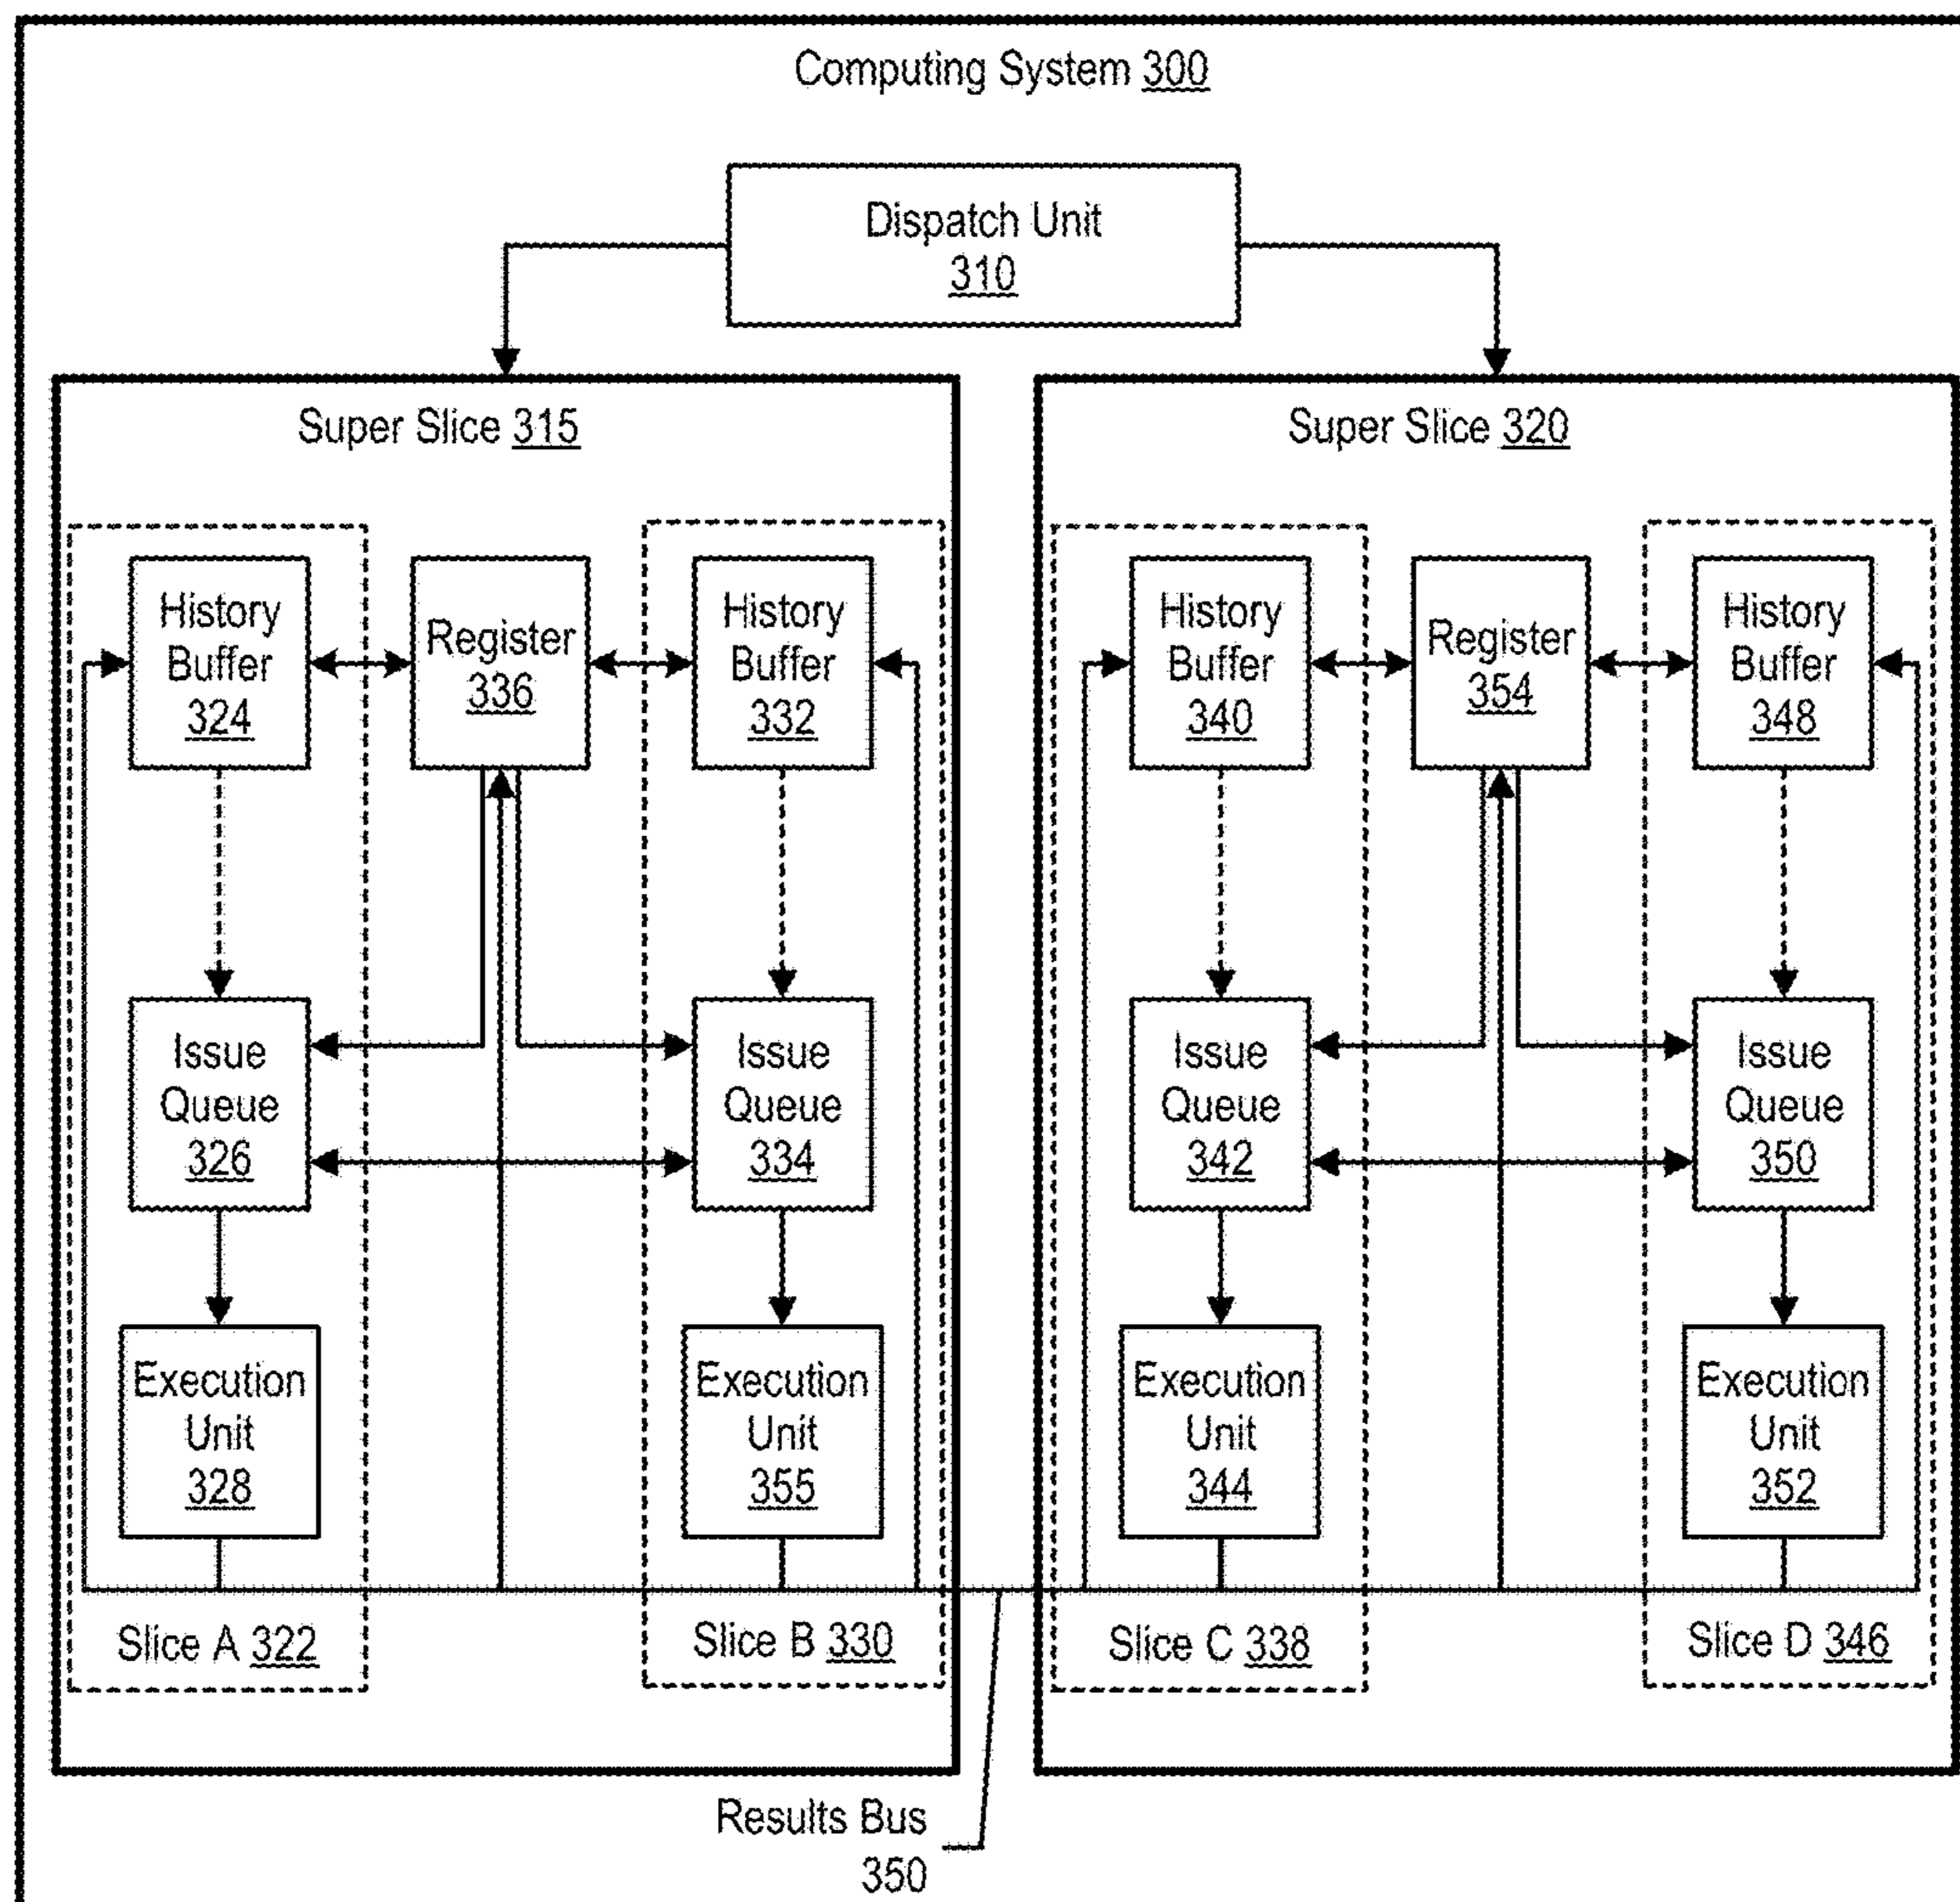 Computing System 300
Dispatch Unit
310
Super Slice 315
Super Slice 320
History
Buffer
324
Register
336
History
Buffer
332
History
Buffer
340
Register
354
History
Buffer
348
Issue
Queue
326
Issue
Queue
334
Issue
Queue
342
Issue
Queue
350
Execution
Unit
328
Execution
Unit
355
Execution
Unit
344
Execution
Unit
352
Slice A 322
Slice B 330
Slice C 338
Slice D 346
Results Bus
350